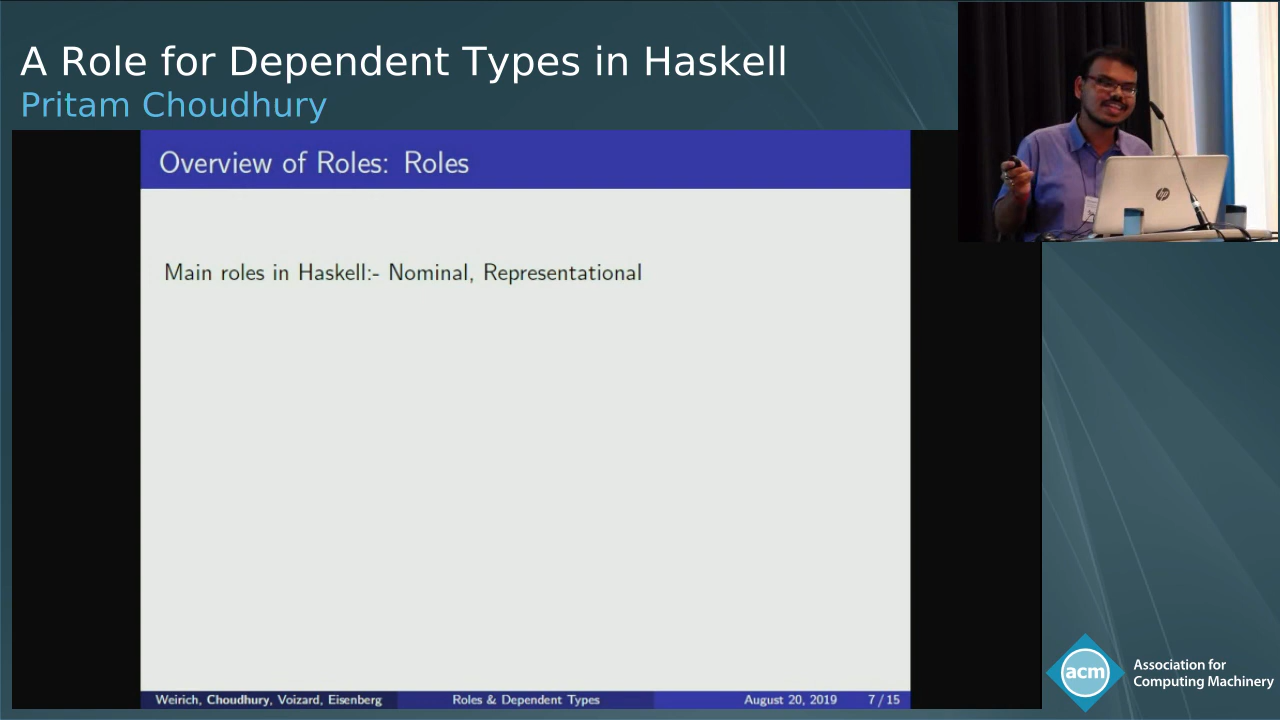 A Role for Dependent Types in Haskell
Pritam Choudhury
Overview of Roles: Roles
Main roles in Haskell:- Nominal, Representational
hp
Weirich, Choudhury, Voizard, Eisenberg
Roles & Dependent Types
August 20, 2019
7 / 15
acm
Association for
Computing Machinery